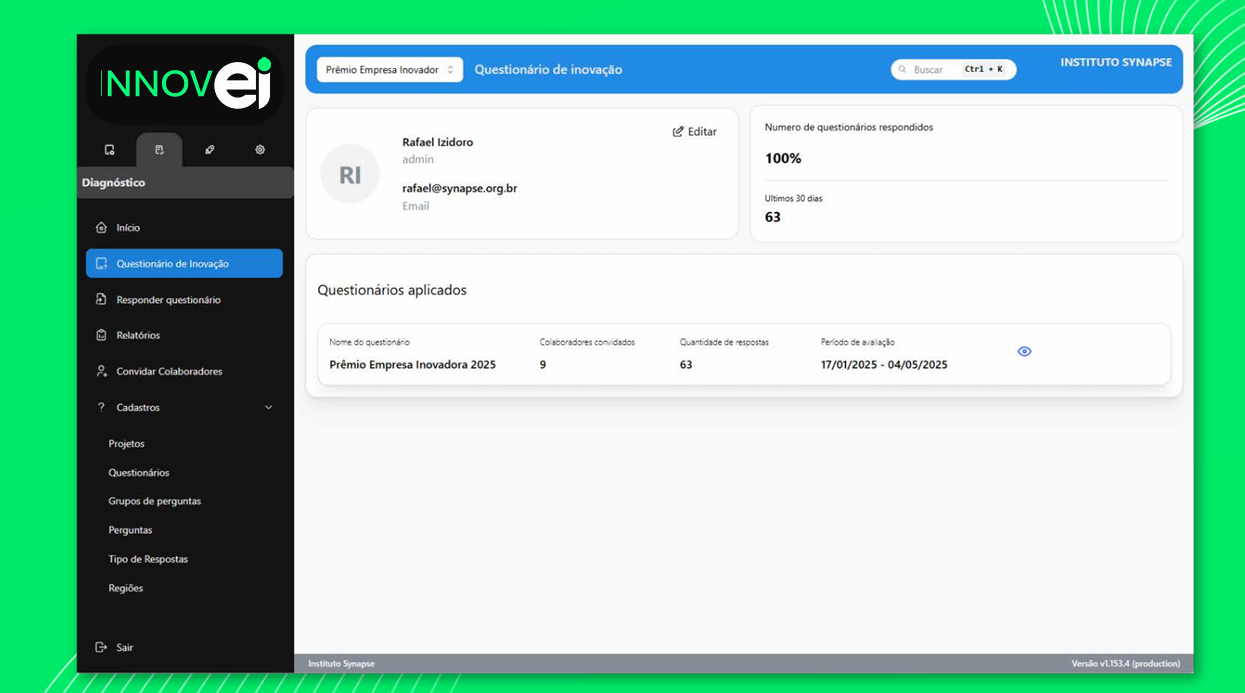 INNOVEI
Diagnóstico
Início
Questionário de Inovação
Responder questionário
Relatórios
Convidar Colaboradores
? Cadastros
Projetos
Questionários
Grupos de perguntas
Perguntas
Tipo de Respostas
Regiões
Sair
Prêmio Empresa Inovador
Questionário de inovação
Buscar Ctrl + K
INSTITUTO SYNAPSE
RI
Rafael Izidoro
admin
rafael@synapse.org.br
Email
Editar
Numero de questionários respondidos
100%
Ultimos 30 dias
63
Questionários aplicados
Nome do questionário Colaboradores convidados Quantidade de respostas Período de avaliação
Prêmio Empresa Inovadora 2025 9 63 17/01/2025 - 04/05/2025
Instituto Synapse
Versão v1.153.4 (production)